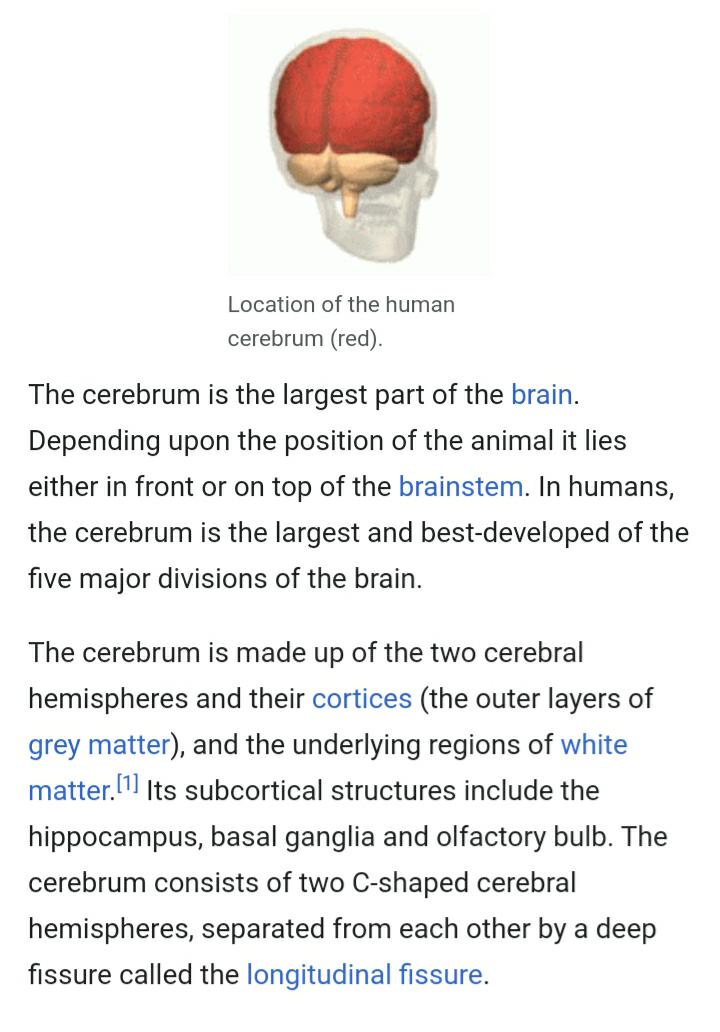 Location of the human
cerebrum (red).
The cerebrum is the largest part of the brain.
Depending upon the position of the animal it lies
either in front or on top of the brainstem. In humans,
the cerebrum is the largest and best-developed of the
five major divisions of the brain.
The cerebrum is made up of the two cerebral
hemispheres and their cortices (the outer layers of
grey matter), and the underlying regions of white
matter.[1] Its subcortical structures include the
hippocampus, basal ganglia and olfactory bulb. The
cerebrum consists of two C-shaped cerebral
hemispheres, separated from each other by a deep
fissure called the longitudinal fissure.